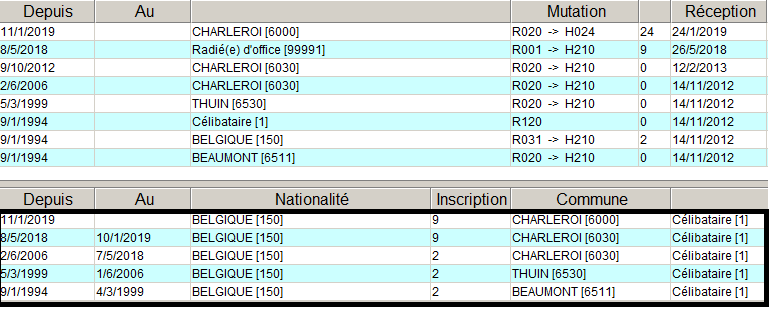 Depuis Au Mutation Réception
11/1/2019 CHARLEROI [6000] R020 -> H024 24 24/1/2019
8/5/2018 Radié(e) d'office [99991] R001 -> H210 9 26/5/2018
9/10/2012 CHARLEROI [6030] R020 -> H210 0 12/2/2013
2/6/2006 CHARLEROI [6030] R020 -> H210 0 14/11/2012
5/3/1999 THUIN [6530] R020 -> H210 0 14/11/2012
9/1/1994 Célibataire [1] R120 0 14/11/2012
9/1/1994 BELGIQUE [150] R031 -> H210 2 14/11/2012
9/1/1994 BEAUMONT [6511] R020 -> H210 0 14/11/2012
Depuis Au Nationalité Inscription Commune
11/1/2019 BELGIQUE [150] 9 CHARLEROI [6000] Célibataire [1]
8/5/2018 10/1/2019 BELGIQUE [150] 9 CHARLEROI [6030] Célibataire [1]
2/6/2006 7/5/2018 BELGIQUE [150] 2 CHARLEROI [6030] Célibataire [1]
5/3/1999 1/6/2006 BELGIQUE [150] 2 THUIN [6530] Célibataire [1]
9/1/1994 4/3/1999 BELGIQUE [150] 2 BEAUMONT [6511] Célibataire [1]